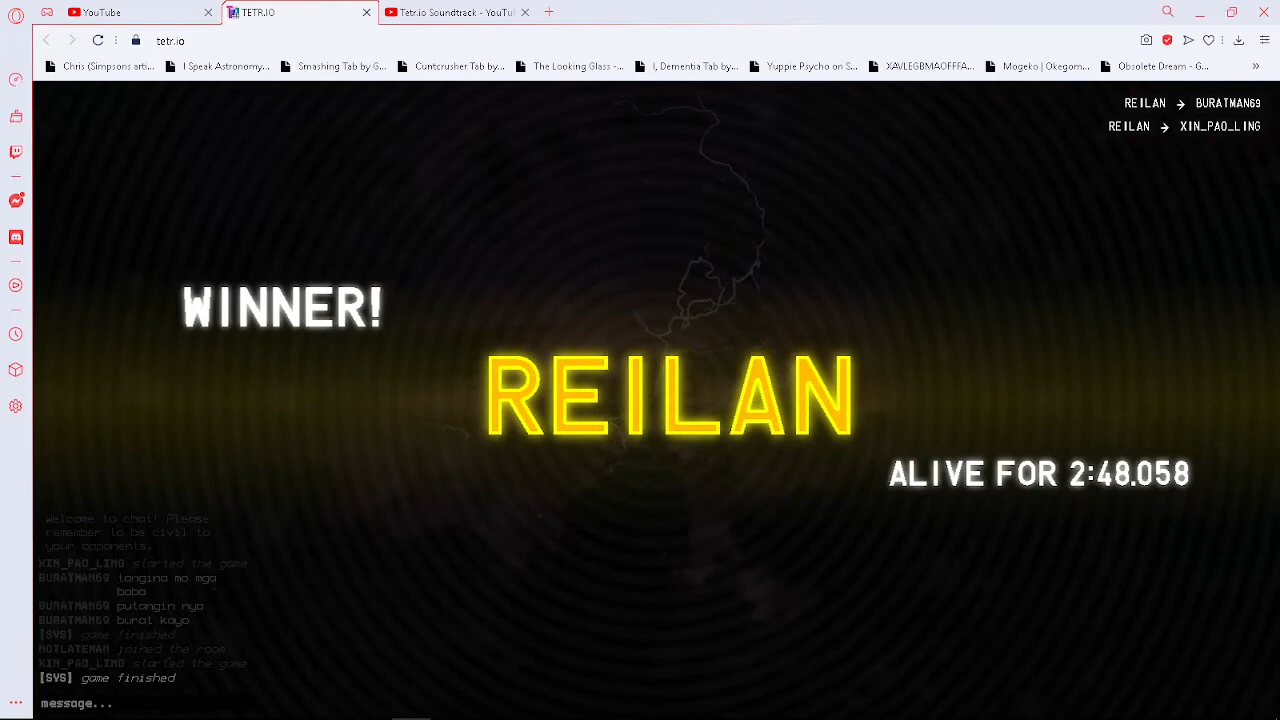 YouTube
TETR.IO
Tetr.io Soundtrack - YouTu
tetr.io
Chris (Simpsons arti...
I Speak Astronomy...
Smashing Tab by G...
Cuntcrusher Tab by...
The Looking Glass -...
I, Dementia Tab by...
Yuppie Psycho on S...
XAVLEGBMAOFFFA...
Mogeko | Okegom...
Obsolete Dream - G...
REILAN → BURATMAN69
REILAN → XIN_PAO_LING
WINNER!
REILAN
ALIVE FOR 2:48.058
Welcome to chat! Please
remember to be civil to
your opponents.
XIN_PAO_LING started the game
BURATMAN69 tangina mo mga
bobo
BURATMAN69 putangin nyo
BURATMAN69 burat kayo
[SYS] game finished
NOTLATEMAN joined the room
XIN_PAO_LING started the game
[SYS] game finished
message...